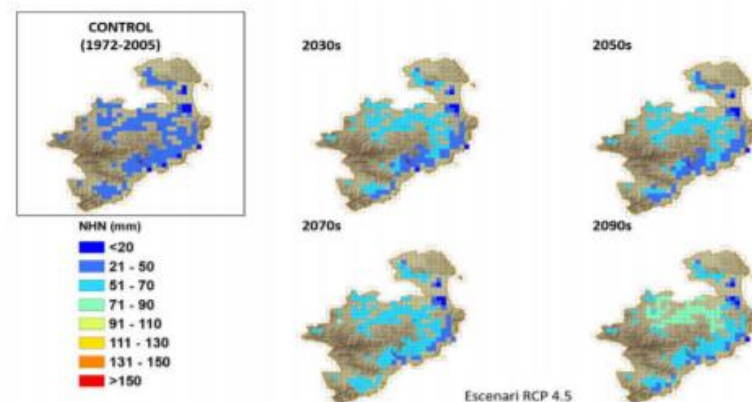 CONTROL
(1972-2005)
2030s
2050s
NHN (mm)
<20
21 - 50
51 - 70
71 - 90
91 - 110
111 - 130
131 - 150
>150
2070s
2090s
Escenari RCP 4.5